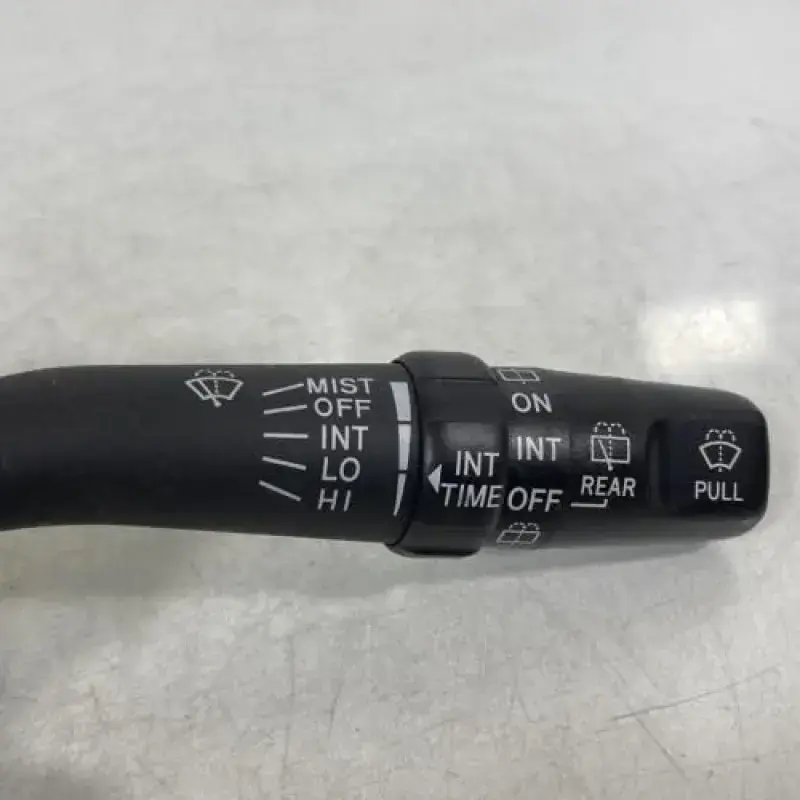 MIST
OFF
INT
LO
HI
INT
TIME
ON
INT
OFF
REAR
PULL